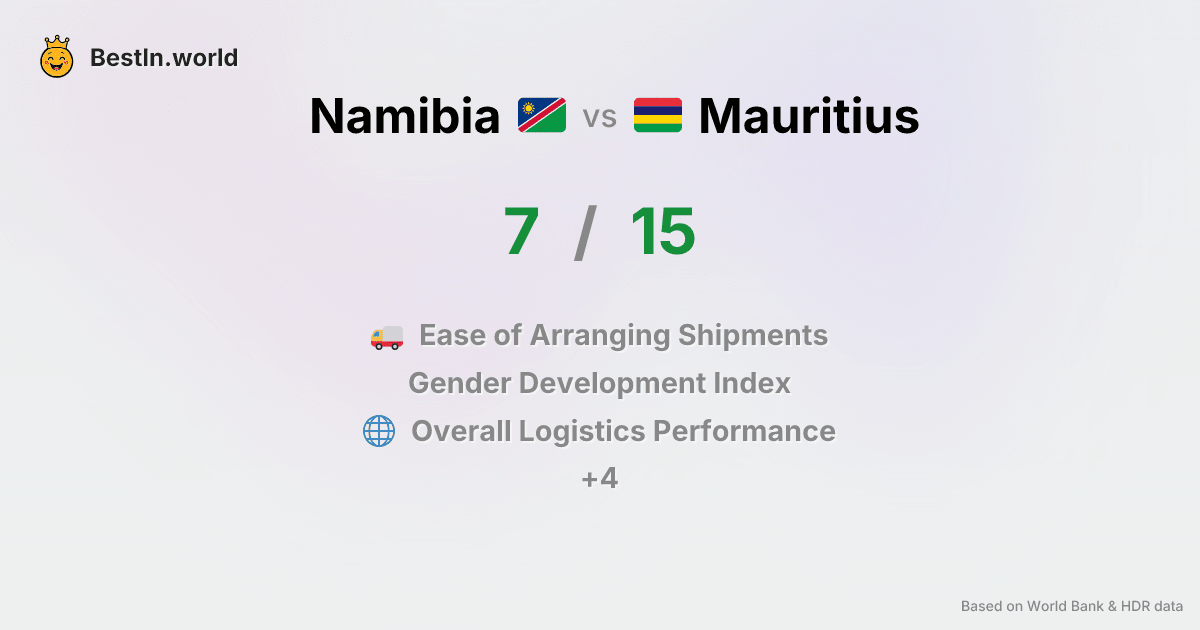 BestIn.world
Namibia vs Mauritius
7 / 15
Ease of Arranging Shipments
Gender Development Index
Overall Logistics Performance
+4
Based on World Bank & HDR data